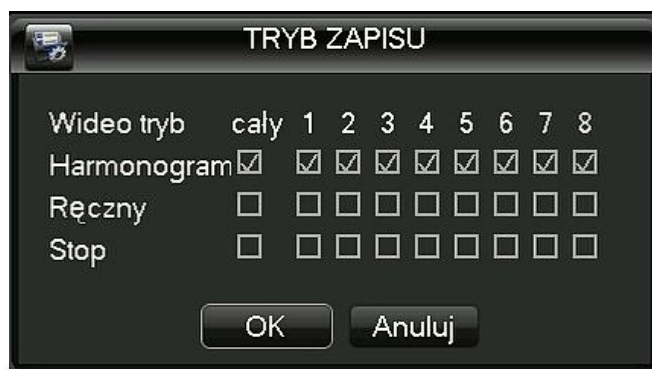 TRYB ZAPISU
Wideo tryb cały 1 2 3 4 5 6 7 8
Harmonogram
Ręczny
Stop
OK Anuluj